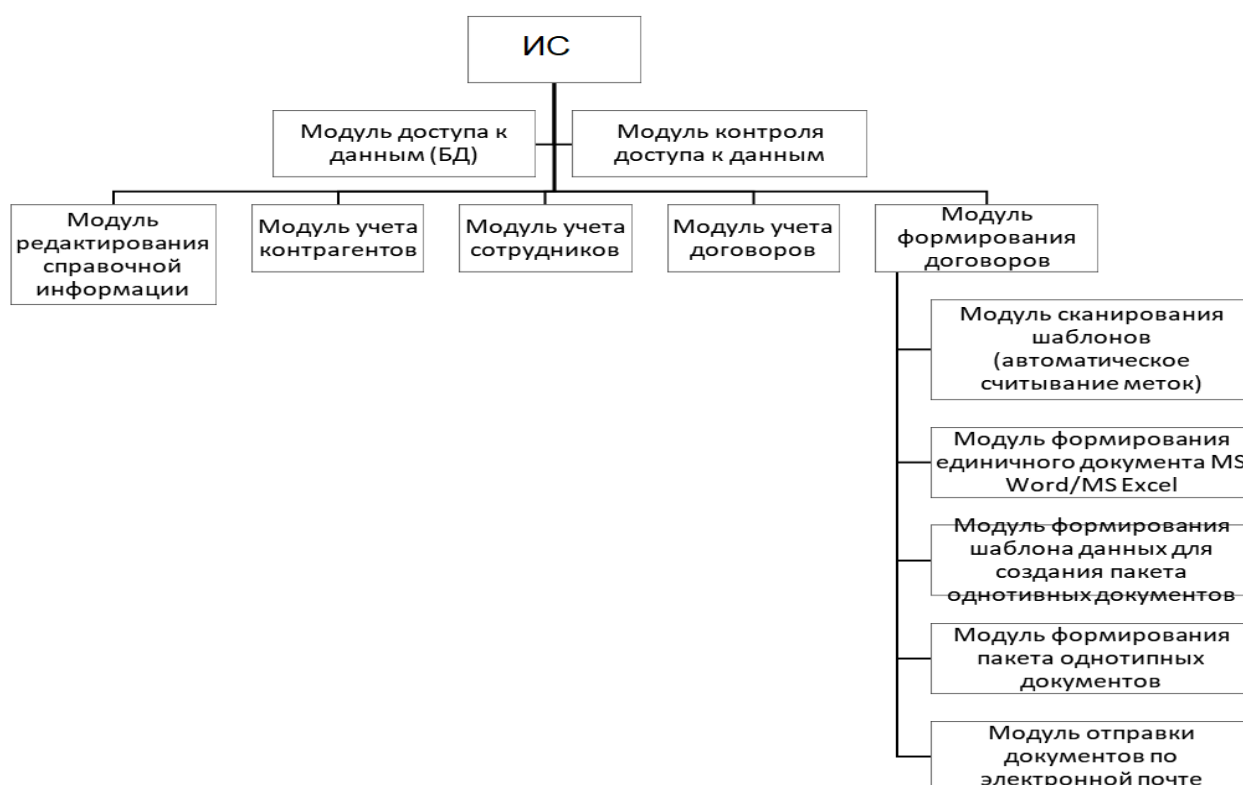 ИС
Модуль доступа к
данным (БД)
Модуль контроля
доступа к данным
Модуль
редактирования
справочной
информации
Модуль учета
контрагентов
Модуль учета
сотрудников
Модуль учета
договоров
Модуль
формирования
договоров
Модуль сканирования
шаблонов
(автоматическое
считывание меток)
Модуль формирования
единичного документа MS
Word/MS Excel
Модуль формирования
шаблона данных для
создания пакета
однотивных документов
Модуль формирования
пакета однотипных
документов
Модуль отправки
документов по
электронной почте